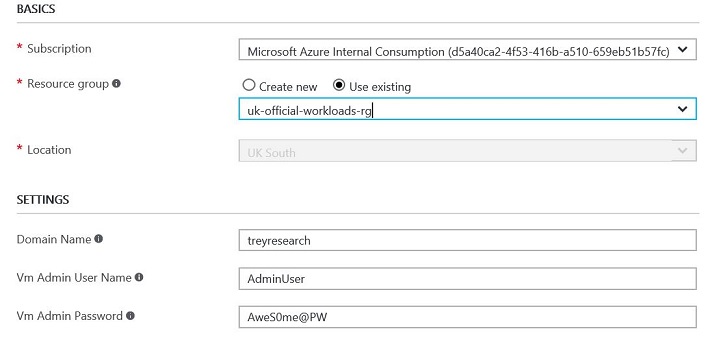 BASICS
* Subscription
Microsoft Azure Internal Consumption (d5a40ca2-4f53-416b-a510-659eb51b57fc)
* Resource group
Create new Use existing
uk-official-workloads-rg
* Location
UK South
SETTINGS
Domain Name
treyresearch
Vm Admin User Name
AdminUser
Vm Admin Password
AweS0me@PW